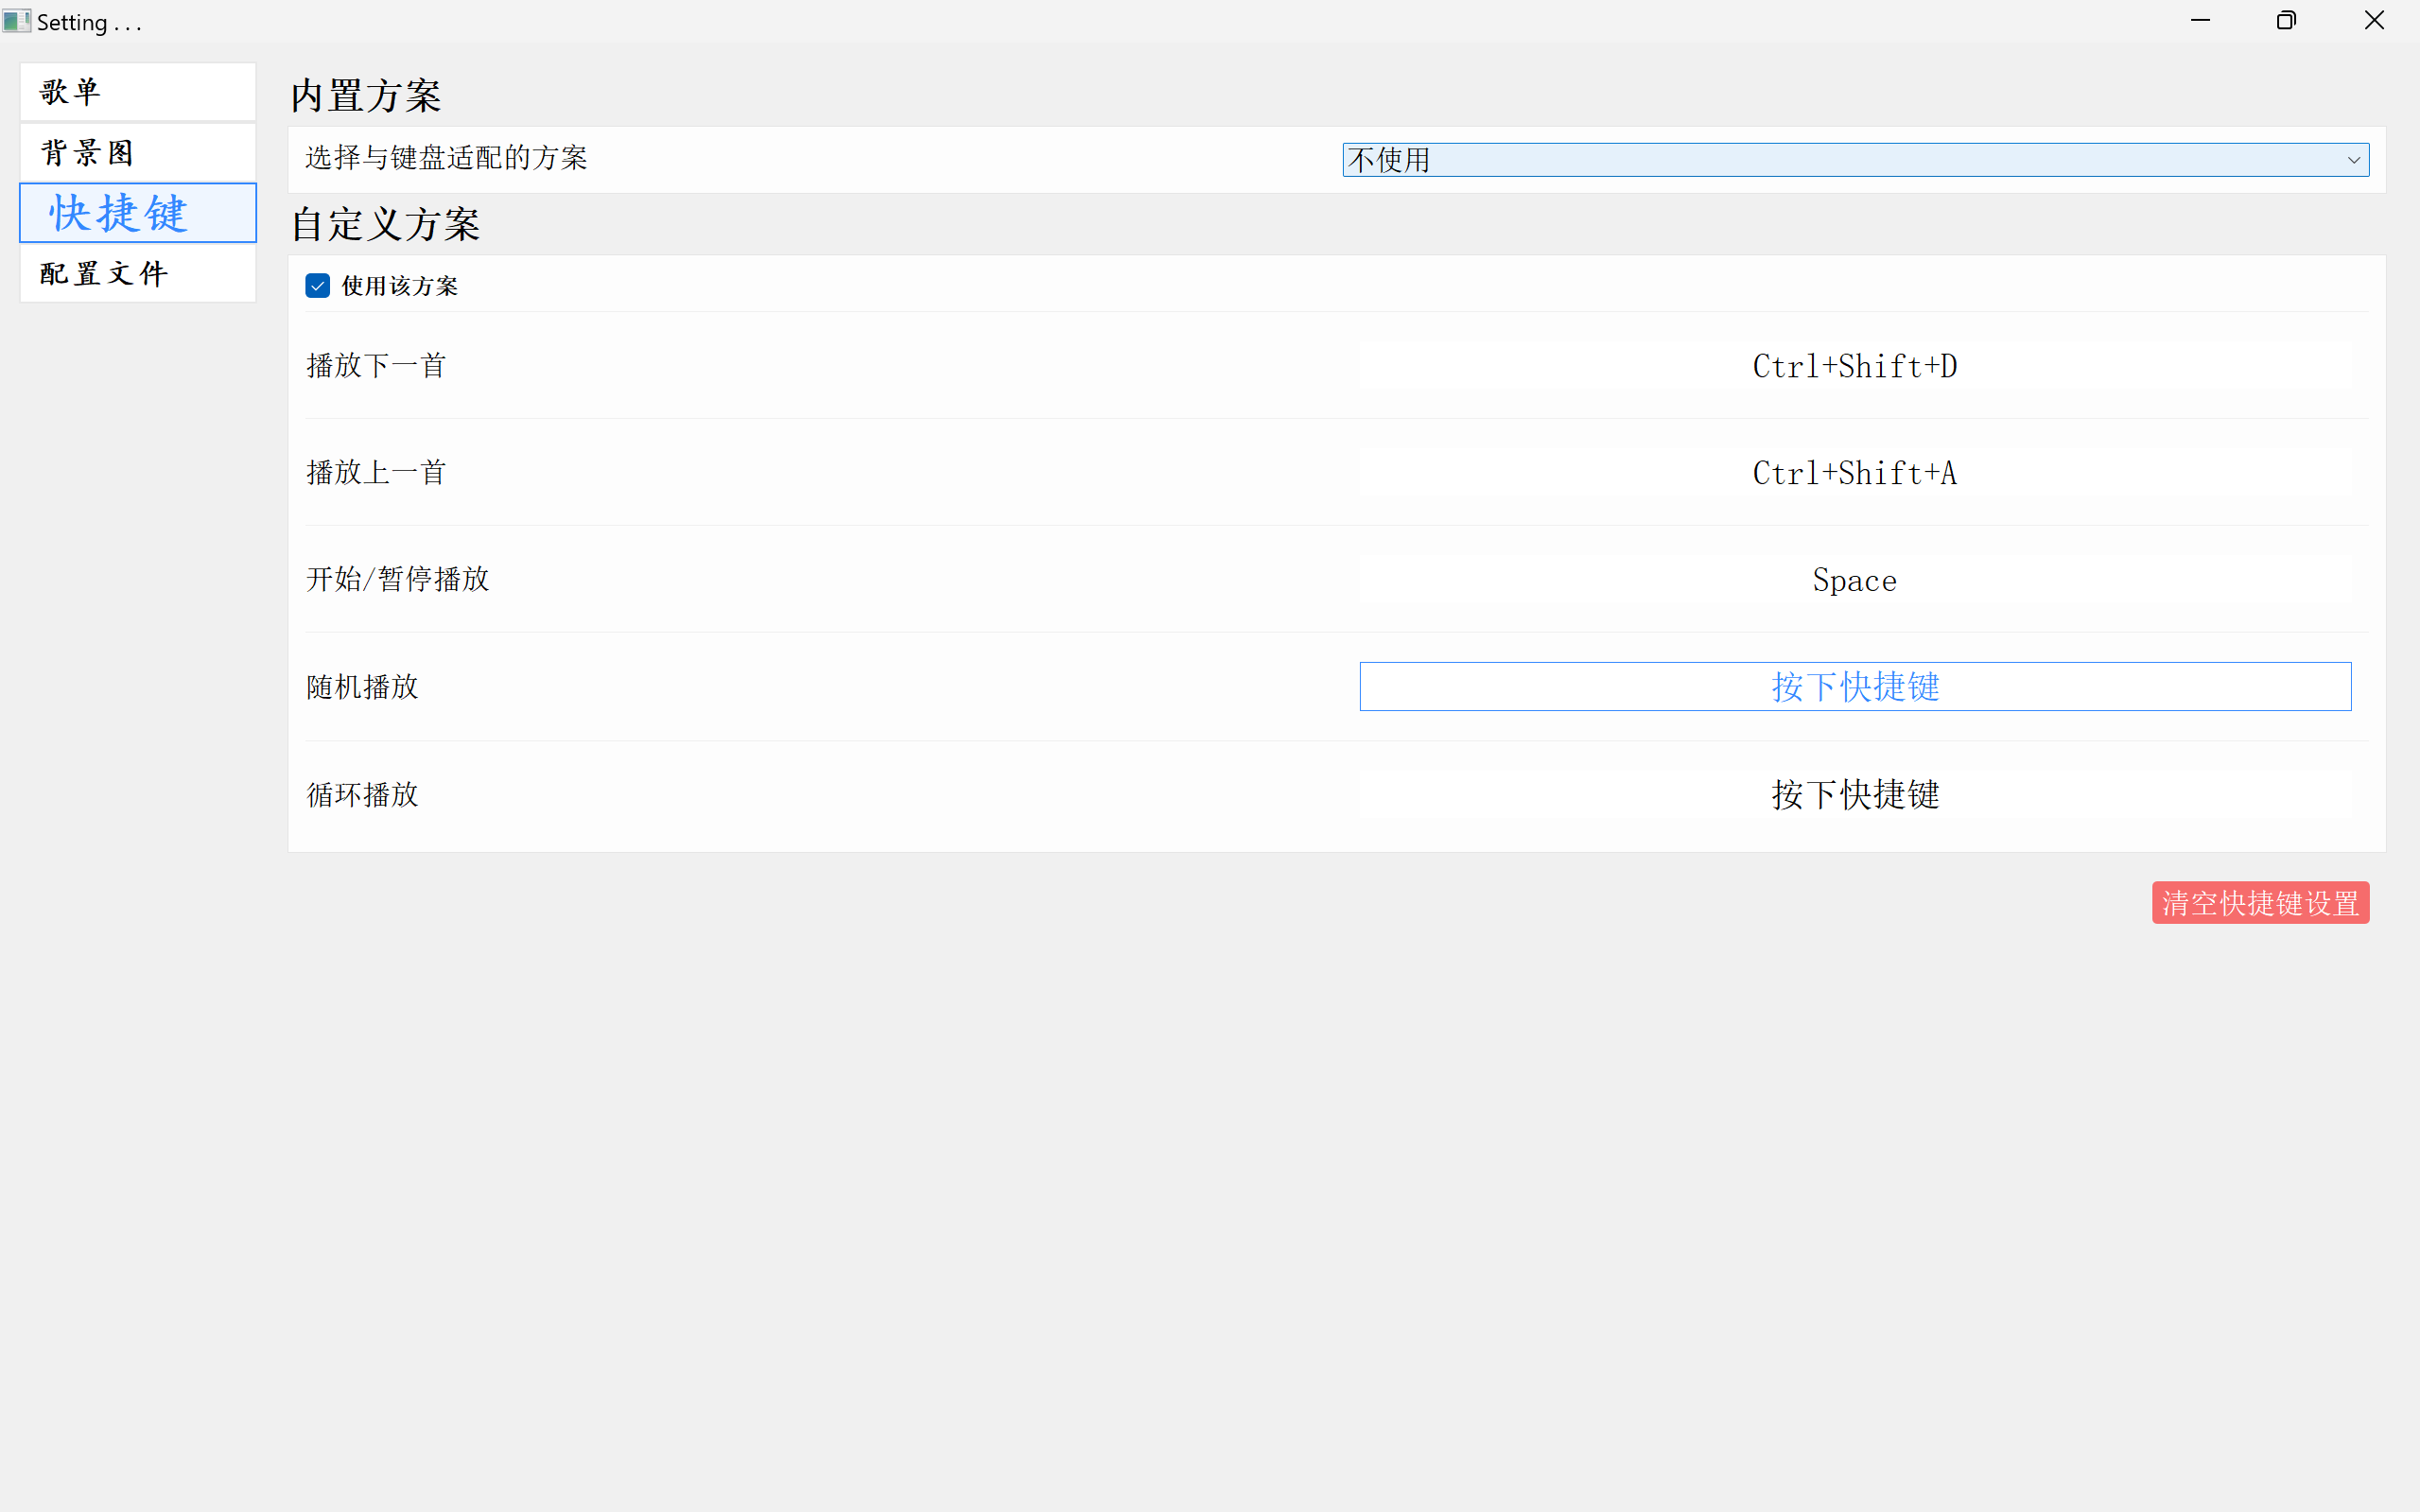 Setting . . .
歌单
背景图
快捷键
配置文件
内置方案
选择与键盘适配的方案
不使用
自定义方案
使用该方案
播放下一首
Ctrl+Shift+D
播放上一首
Ctrl+Shift+A
开始/暂停播放
Space
随机播放
按下快捷键
循环播放
按下快捷键
清空快捷键设置